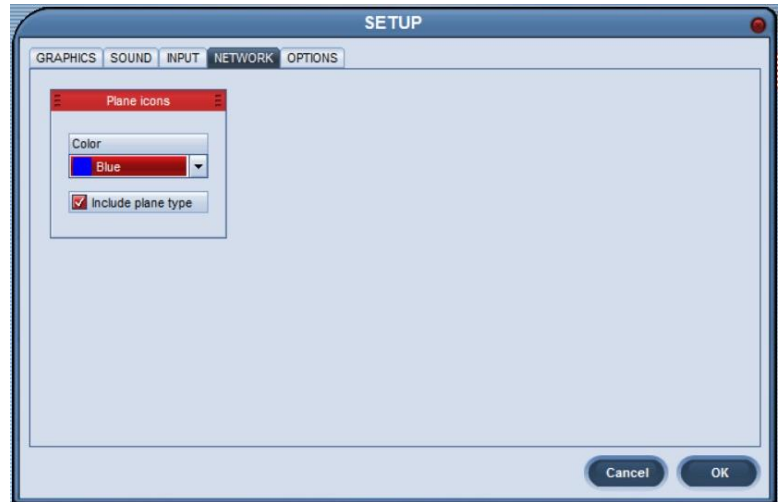 SETUP
GRAPHICS SOUND INPUT NETWORK OPTIONS
Plane icons
Color
Blue
Include plane type
Cancel OK